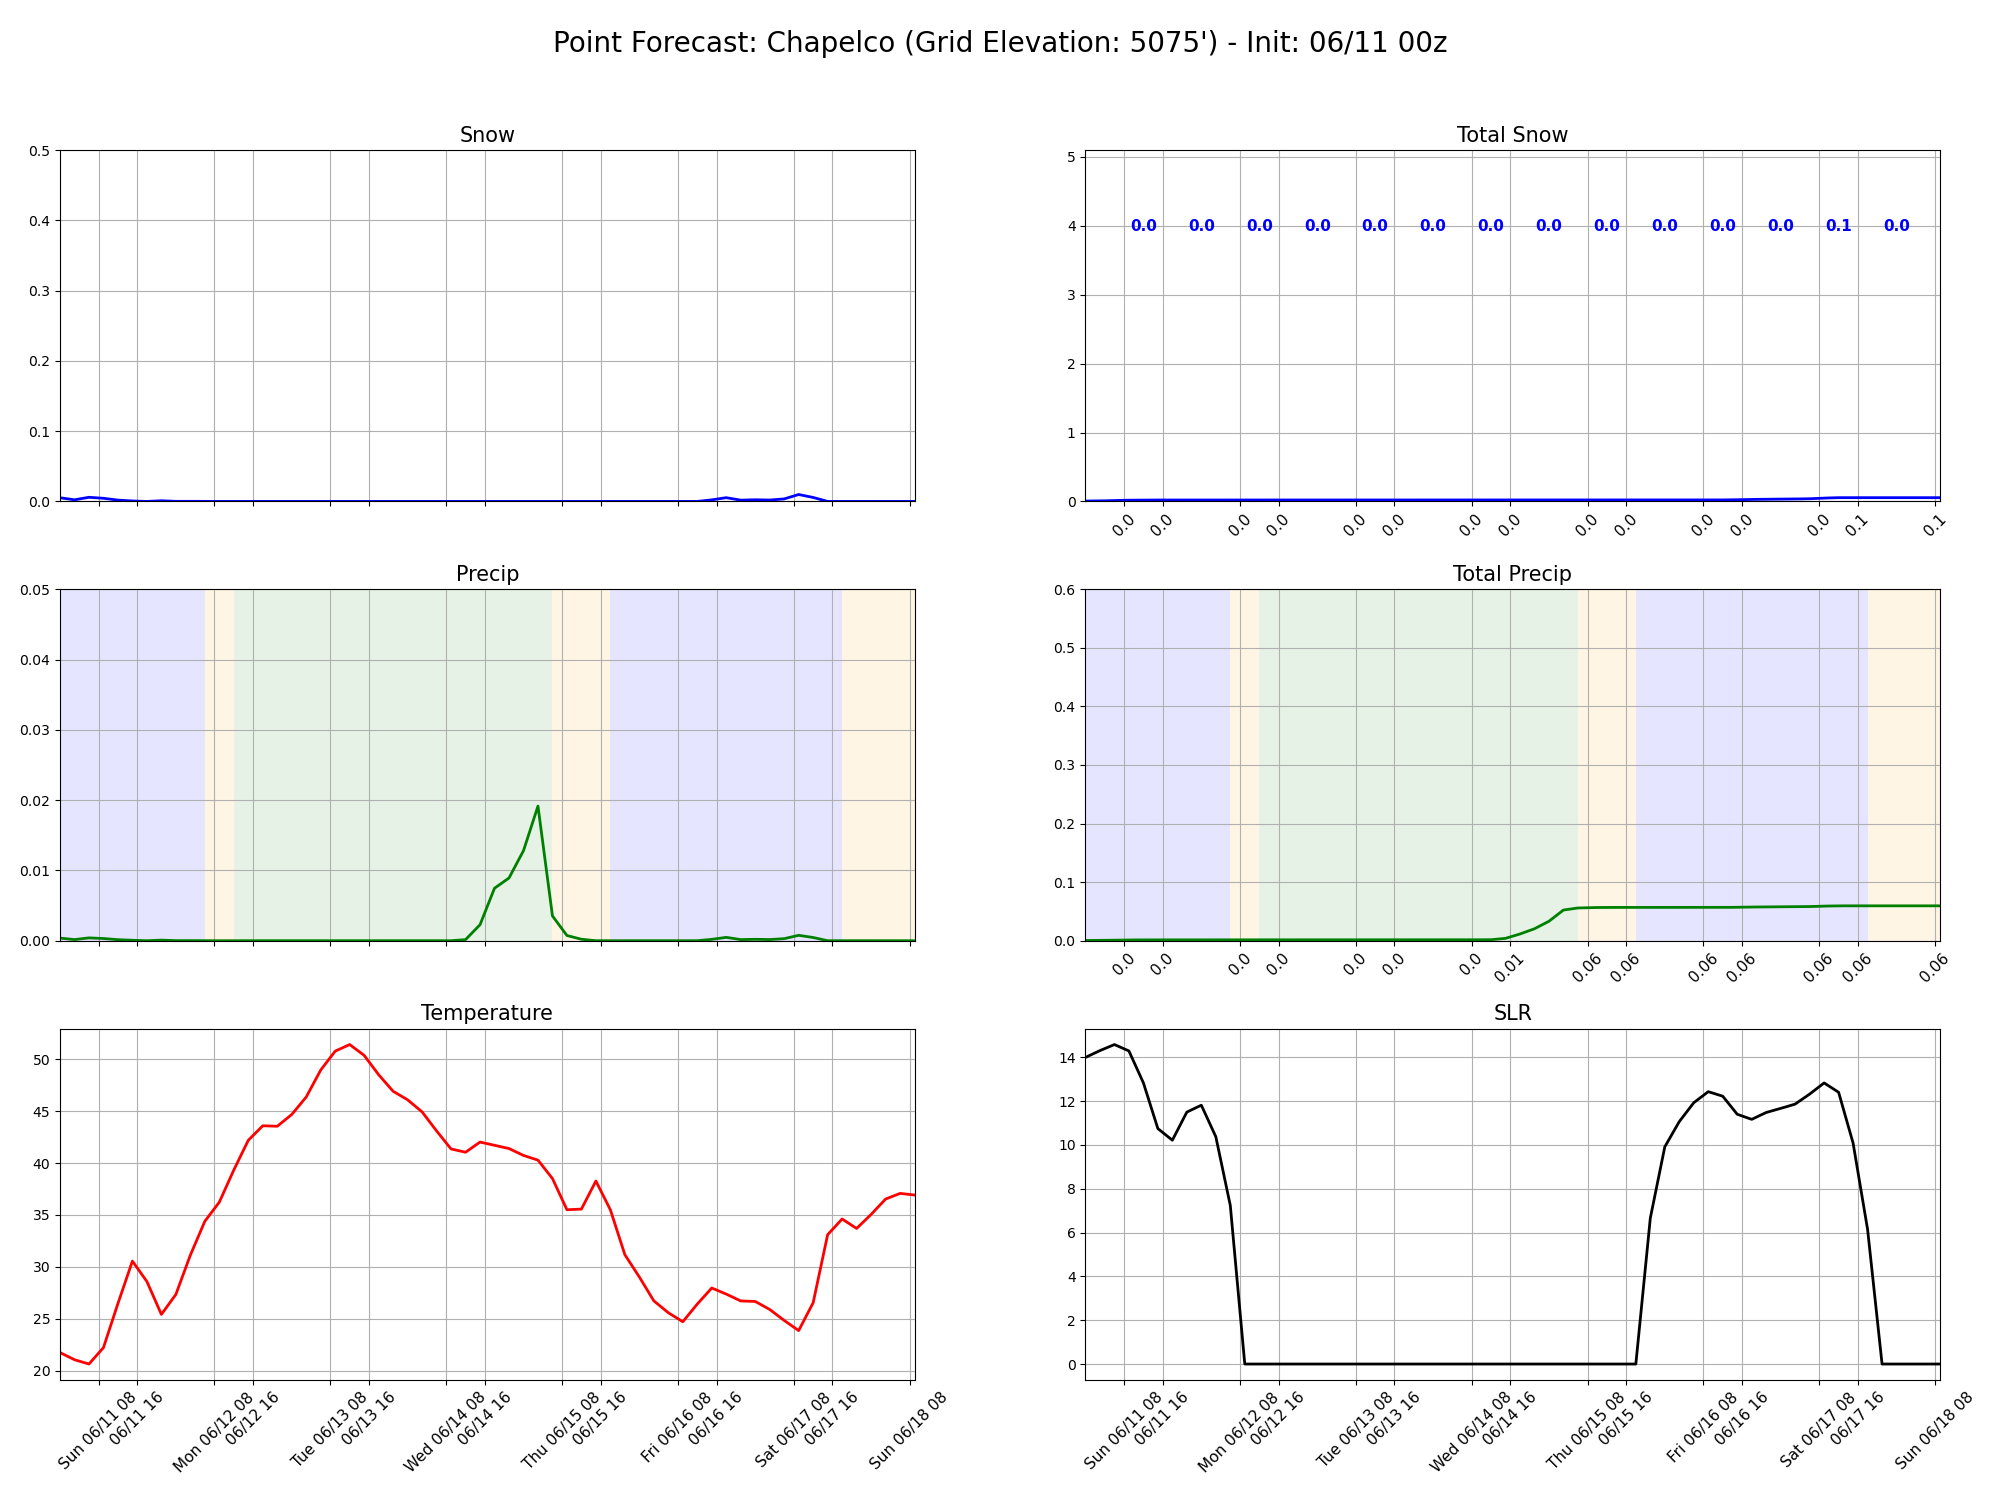 Point Forecast: Chapelco (Grid Elevation: 5075') - Init: 06/11 00z
Snow
0.5
0.4
0.3
0.2
0.1
0.0
Total Snow
5
4
3
2
1
0
0.0 0.0 0.0 0.0 0.0 0.0 0.0 0.0 0.0 0.0 0.0 0.0 0.1 0.0
0.0 0.0 0.0 0.0 0.0 0.0 0.0 0.0 0.0 0.0 0.0 0.0 0.0 0.1 0.1
Precip
0.05
0.04
0.03
0.02
0.01
0.00
Total Precip
0.6
0.5
0.4
0.3
0.2
0.1
0.0
0.0 0.0 0.0 0.0 0.0 0.0 0.0 0.01 0.06 0.06 0.06 0.06 0.06 0.06 0.06
Temperature
50
45
40
35
30
25
20
Sun 06/11 08
06/11 16
Mon 06/12 08
06/12 16
Tue 06/13 08
06/13 16
Wed 06/14 08
06/14 16
Thu 06/15 08
06/15 16
Fri 06/16 08
06/16 16
Sat 06/17 08
06/17 16
Sun 06/18 08
SLR
14
12
10
8
6
4
2
0
Sun 06/11 08
06/11 16
Mon 06/12 08
06/12 16
Tue 06/13 08
06/13 16
Wed 06/14 08
06/14 16
Thu 06/15 08
06/15 16
Fri 06/16 08
06/16 16
Sat 06/17 08
06/17 16
Sun 06/18 08